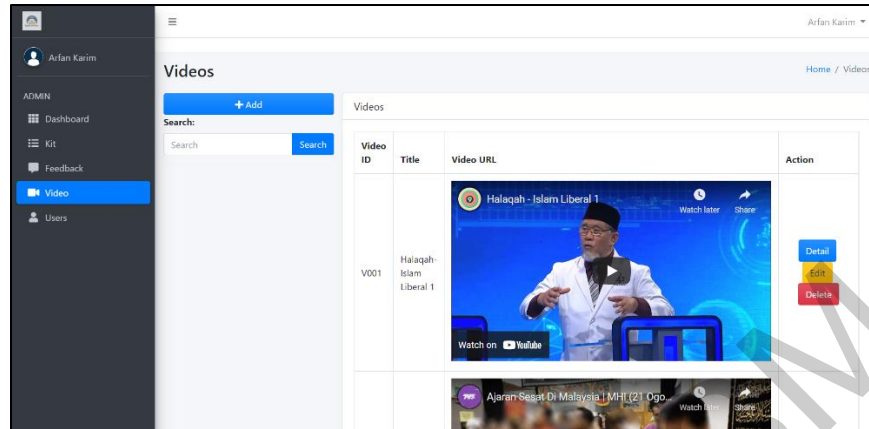 Arfan Karim
Arfan Karim
Videos
Home / Videos
ADMIN
Dashboard
Kit
Feedback
Video
Users
+ Add
Search:
Search
Search
Videos
Video ID
Title
Video URL
Action
V001
Halaqah-
Islam
Liberal 1
Halaqah - Islam Liberal 1
Watch later
Share
Watch on YouTube
Detail
Edit
Delete
Ajaran Sesat Di Malaysia | MHI (21 Ogo...
Watch later
Share